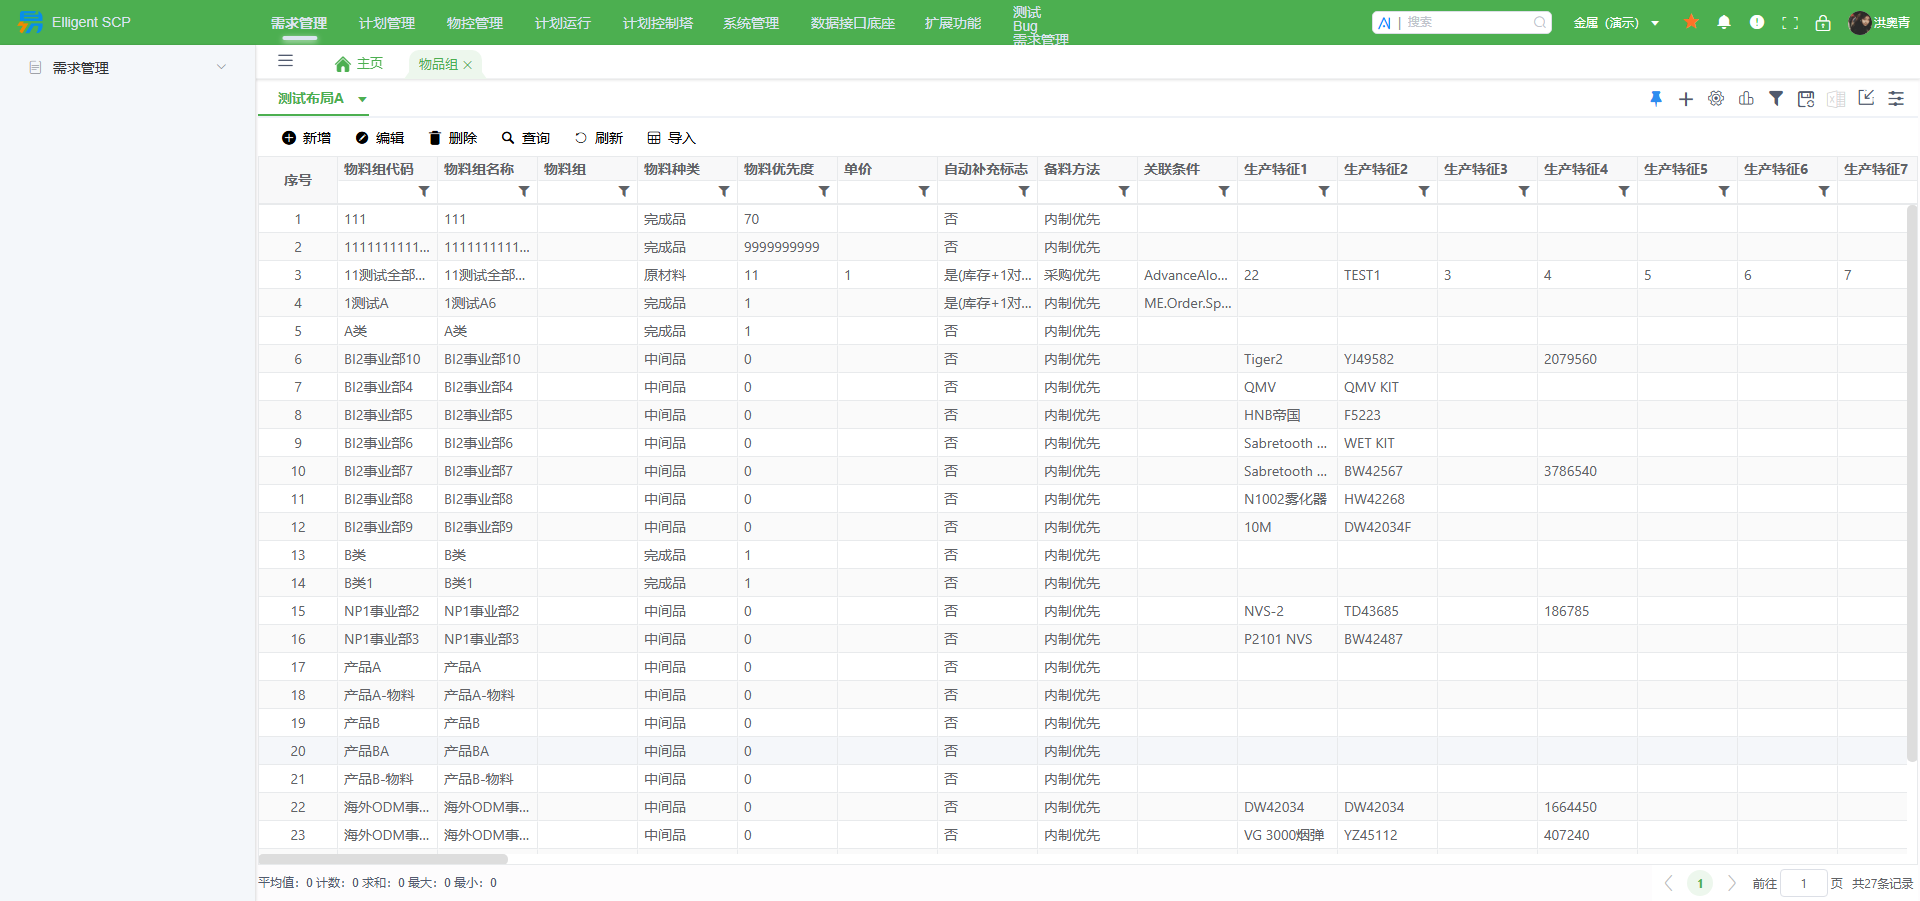 Elligent SCP
需求管理 计划管理 物控管理 计划运行 计划控制塔 系统管理 数据接口底座 扩展功能 测试 Bug 需求管理
AI | 搜索
金属（演示）
洪奥青
需求管理
主页 物品组
测试布局A
新增 编辑 删除 查询 刷新 导入
序号 物料组代码 物料组名称 物料组 物料种类 物料优先度 单价 自动补充标志 备料方法 关联条件 生产特征1 生产特征2 生产特征3 生产特征4 生产特征5 生产特征6 生产特征7
1 111 111 完成品 70 否 内制优先
2 1111111111... 1111111111... 完成品 9999999999 否 内制优先
3 11测试全部... 11测试全部... 原材料 11 1 是(库存+1对... 采购优先 AdvanceAlo... 22 TEST1 3 4 5 6 7
4 1测试A 1测试A6 完成品 1 是(库存+1对... 内制优先 ME.Order.Sp...
5 A类 A类 完成品 1 否 内制优先
6 BI2事业部10 BI2事业部10 中间品 0 否 内制优先 Tiger2 YJ49582 2079560
7 BI2事业部4 BI2事业部4 中间品 0 否 内制优先 QMV QMV KIT
8 BI2事业部5 BI2事业部5 中间品 0 否 内制优先 HNB帝国 F5223
9 BI2事业部6 BI2事业部6 中间品 0 否 内制优先 Sabretooth ... WET KIT
10 BI2事业部7 BI2事业部7 中间品 0 否 内制优先 Sabretooth ... BW42567 3786540
11 BI2事业部8 BI2事业部8 中间品 0 否 内制优先 N1002雾化器 HW42268
12 BI2事业部9 BI2事业部9 中间品 0 否 内制优先 10M DW42034F
13 B类 B类 完成品 1 否 内制优先
14 B类1 B类1 完成品 1 否 内制优先
15 NP1事业部2 NP1事业部2 中间品 0 否 内制优先 NVS-2 TD43685 186785
16 NP1事业部3 NP1事业部3 中间品 0 否 内制优先 P2101 NVS BW42487
17 产品A 产品A 中间品 0 否 内制优先
18 产品A-物料 产品A-物料 中间品 0 否 内制优先
19 产品B 产品B 中间品 0 否 内制优先
20 产品BA 产品BA 中间品 0 否 内制优先
21 产品B-物料 产品B-物料 中间品 0 否 内制优先
22 海外ODM事... 海外ODM事... 中间品 0 否 内制优先 DW42034 DW42034 1664450
23 海外ODM事... 海外ODM事... 中间品 0 否 内制优先 VG 3000烟弹 YZ45112 407240
平均值：0 计数：0 求和：0 最大：0 最小：0
1 前往 1 页 共27条记录